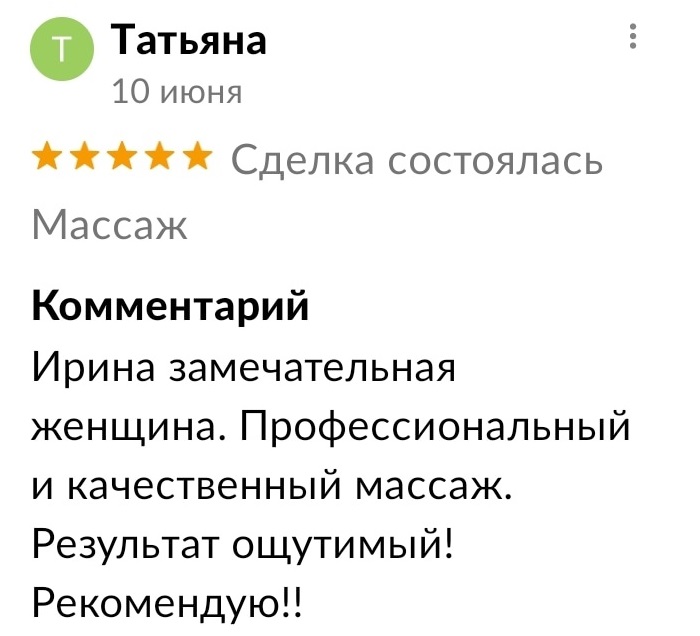 Т
Татьяна
10 июня
Сделка состоялась
Массаж
Комментарий
Ирина замечательная
женщина. Профессиональный
и качественный массаж.
Результат ощутимый!
Рекомендую!!